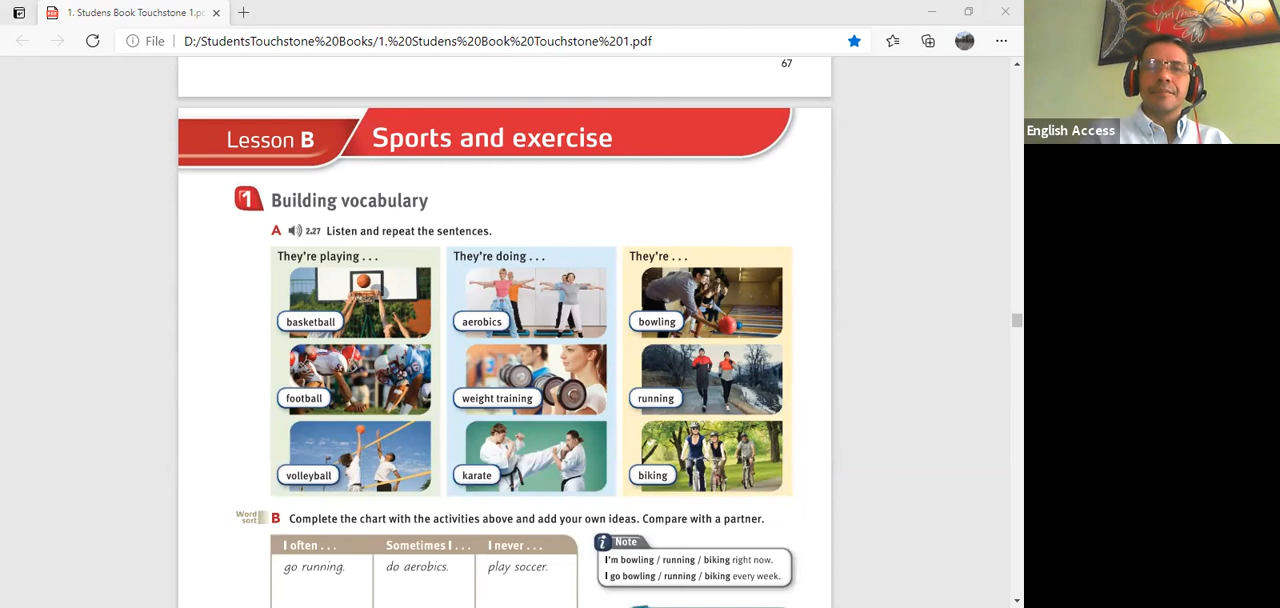 1. Studens Book Touchstone 1.pc
File
D:/StudentsTouchstone%20Books/1.%20Studens%20Book%20Touchstone%201.pdf
English Access
67
Lesson B
Sports and exercise
1 Building vocabulary
A 2.27 Listen and repeat the sentences.
They're playing . . .
They're doing . . .
They're . . .
basketball
aerobics
bowling
football
weight training
running
volleyball
karate
biking
Word sort
B Complete the chart with the activities above and add your own ideas. Compare with a partner.
I often . . .
Sometimes I . . .
I never . . .
go running.
do aerobics.
play soccer.
i Note
I'm bowling / running / biking right now.
I go bowling / running / biking every week.